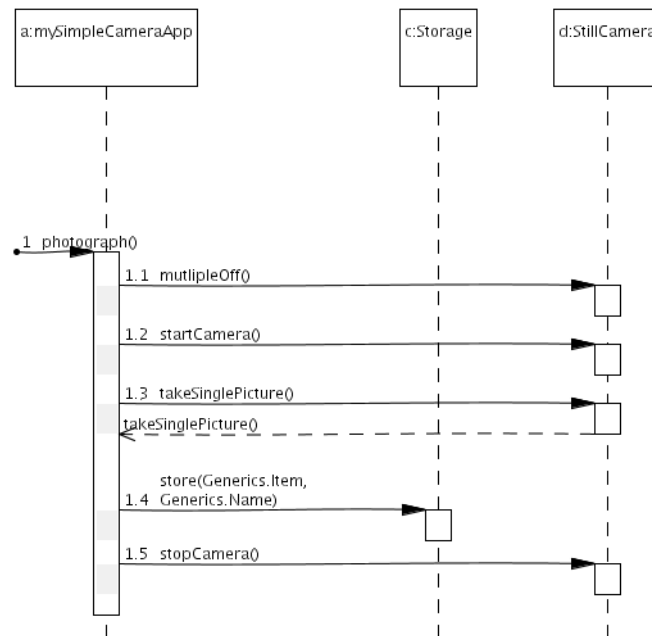 a:mySimpleCameraApp
c:Storage
d:StillCamera
1 photograph()
1.1 mutlipleOff()
1.2 startCamera()
1.3 takeSinglePicture()
takeSinglePicture()
store(Generics.Item,
1.4 Generics.Name)
1.5 stopCamera()